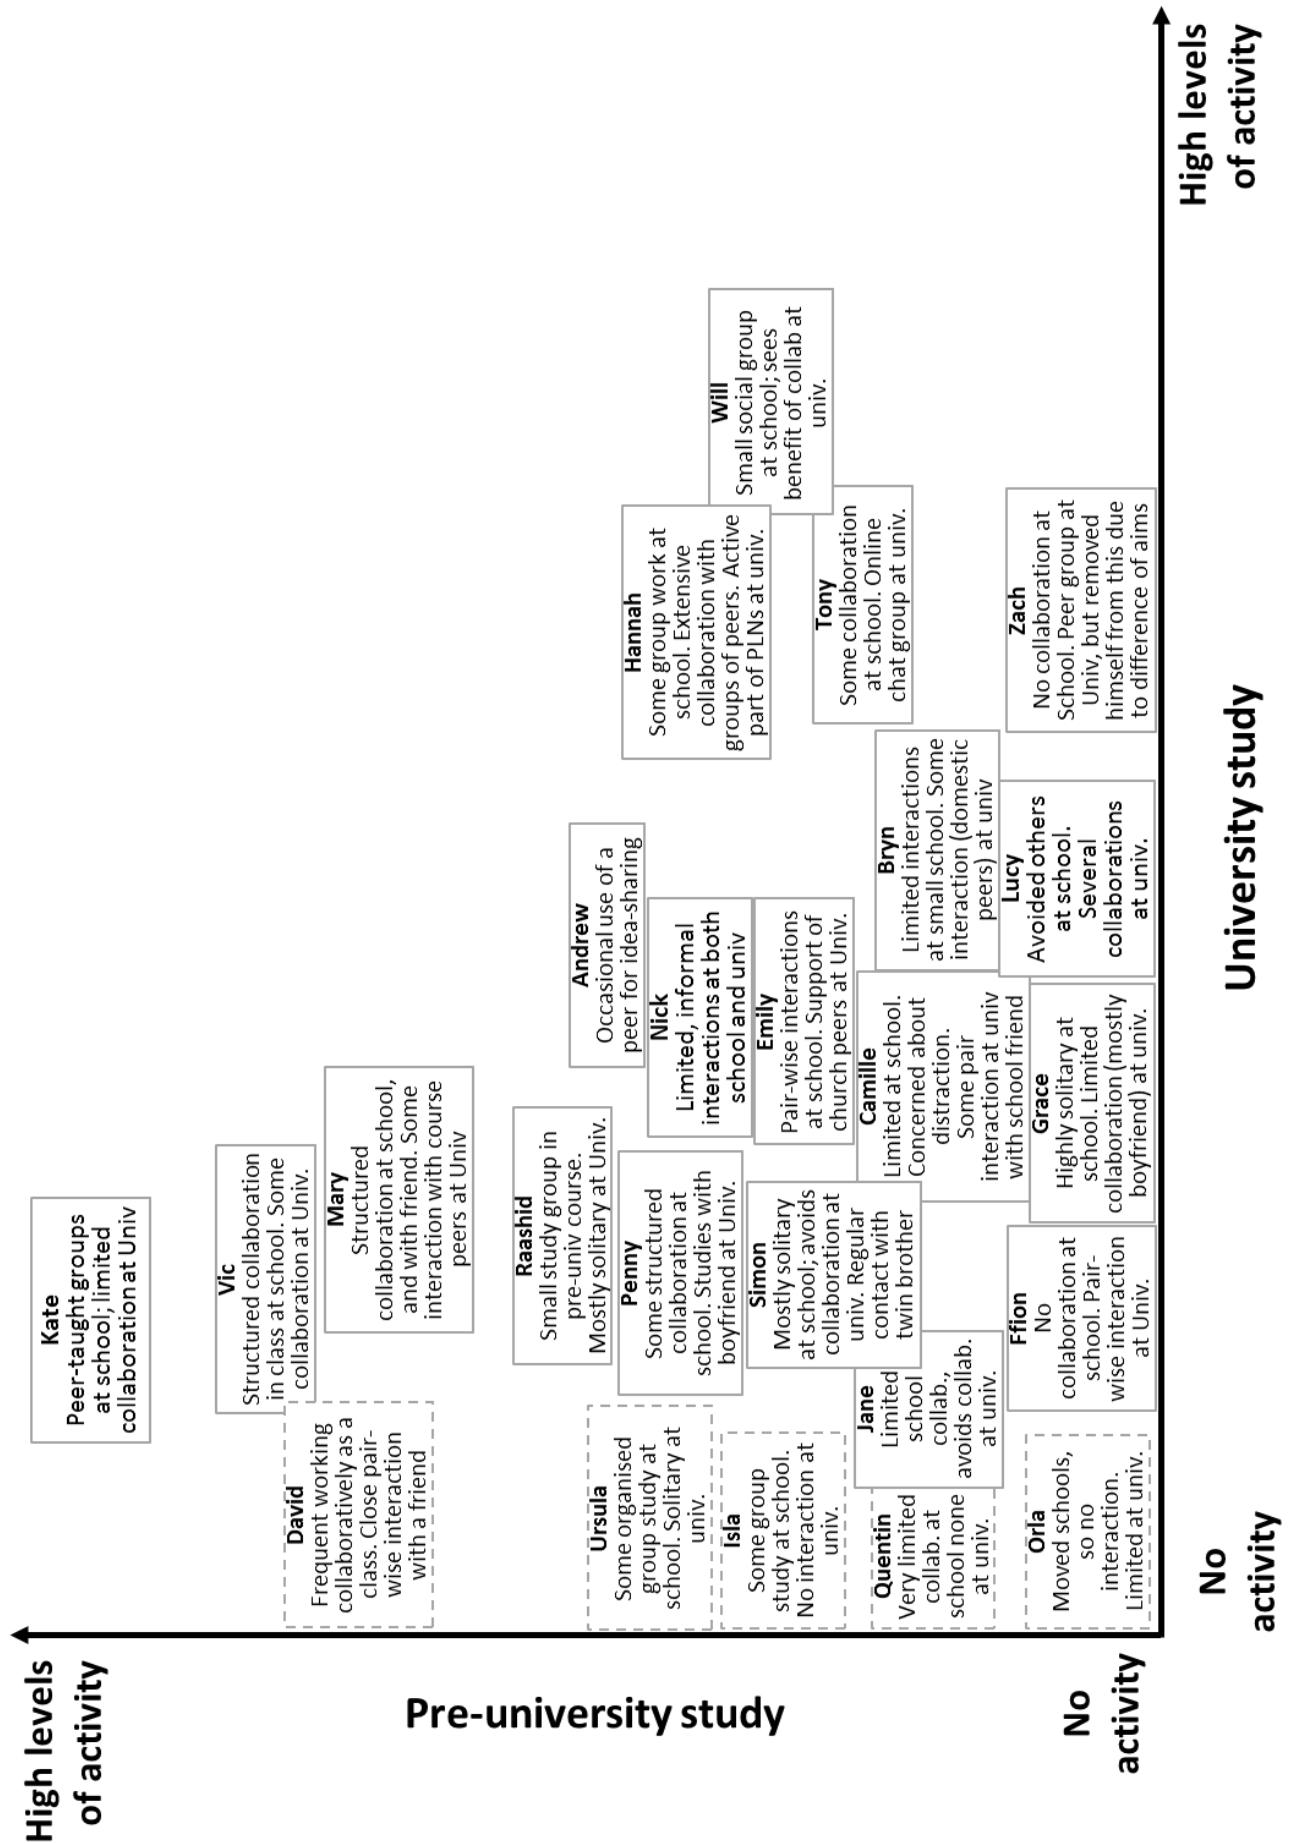 High levels
of activity
Pre-university study
No
activity
Kate
Peer-taught groups
at school; limited
collaboration at Univ
Vic
Structured collaboration
in class at school. Some
collaboration at Univ.
David
Frequent working
collaboratively as a
class. Close pair-
wise interaction
with a friend
Mary
Structured
collaboration at school,
and with friend. Some
interaction with course
peers at Univ
Raashid
Small study group in
pre-univ course.
Mostly solitary at Univ.
Andrew
Occasional use of a
peer for idea-sharing
Ursula
Some organised
group study at
school. Solitary at
univ.
Penny
Some structured
collaboration at
school. Studies with
boyfriend at Univ.
Nick
Limited, informal
interactions at both
school and univ
Hannah
Some group work at
school. Extensive
collaboration with
groups of peers. Active
part of PLNs at univ.
Will
Small social group
at school; sees
benefit of collab at
univ.
Isla
Some group
study at school.
No interaction at
univ.
Simon
Mostly solitary
at school; avoids
collaboration at
univ. Regular
contact with
twin brother
Emily
Pair-wise interactions
at school. Support of
church peers at Univ.
Tony
Some collaboration
at school. Online
chat group at univ.
Quentin
Very limited
collab. at
school none
at univ.
Jane
Limited
school
collab.,
avoids collab.
at univ.
Camille
Limited at school.
Concerned about
distraction.
Some pair
interaction at univ
with school friend
Bryn
Limited interactions
at small school. Some
interaction (domestic
peers) at univ
Orla
Moved schools,
so no
interaction.
Limited at univ.
Ffion
No
collaboration at
school. Pair-
wise interaction
at Univ.
Grace
Highly solitary at
school. Limited
collaboration (mostly
boyfriend) at univ.
Lucy
Avoided others
at school.
Several
collaborations
at univ.
Zach
No collaboration at
School. Peer group at
Univ, but removed
himself from this due
to difference of aims
No
activity
University study
High levels
of activity